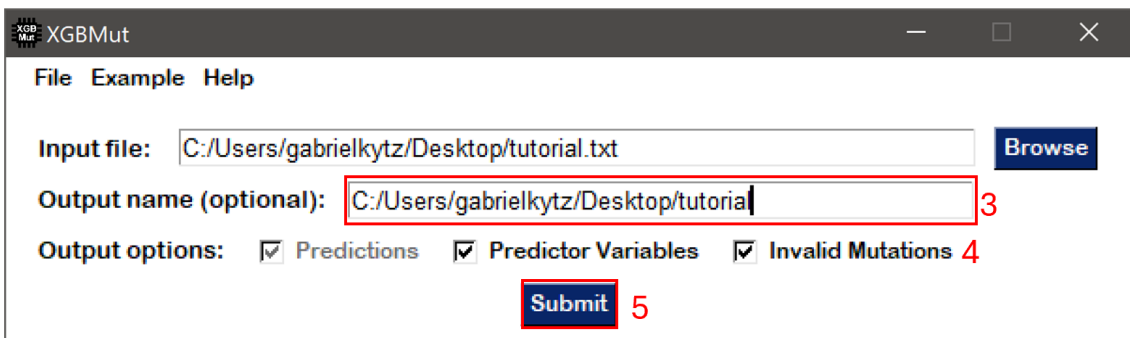 XGB Mut XGBMut
File Example Help
Input file: C:/Users/gabrielkytz/Desktop/tutorial.txt Browse
Output name (optional): C:/Users/gabrielkytz/Desktop/tutorial 3
Output options: Predictions Predictor Variables Invalid Mutations 4
Submit 5